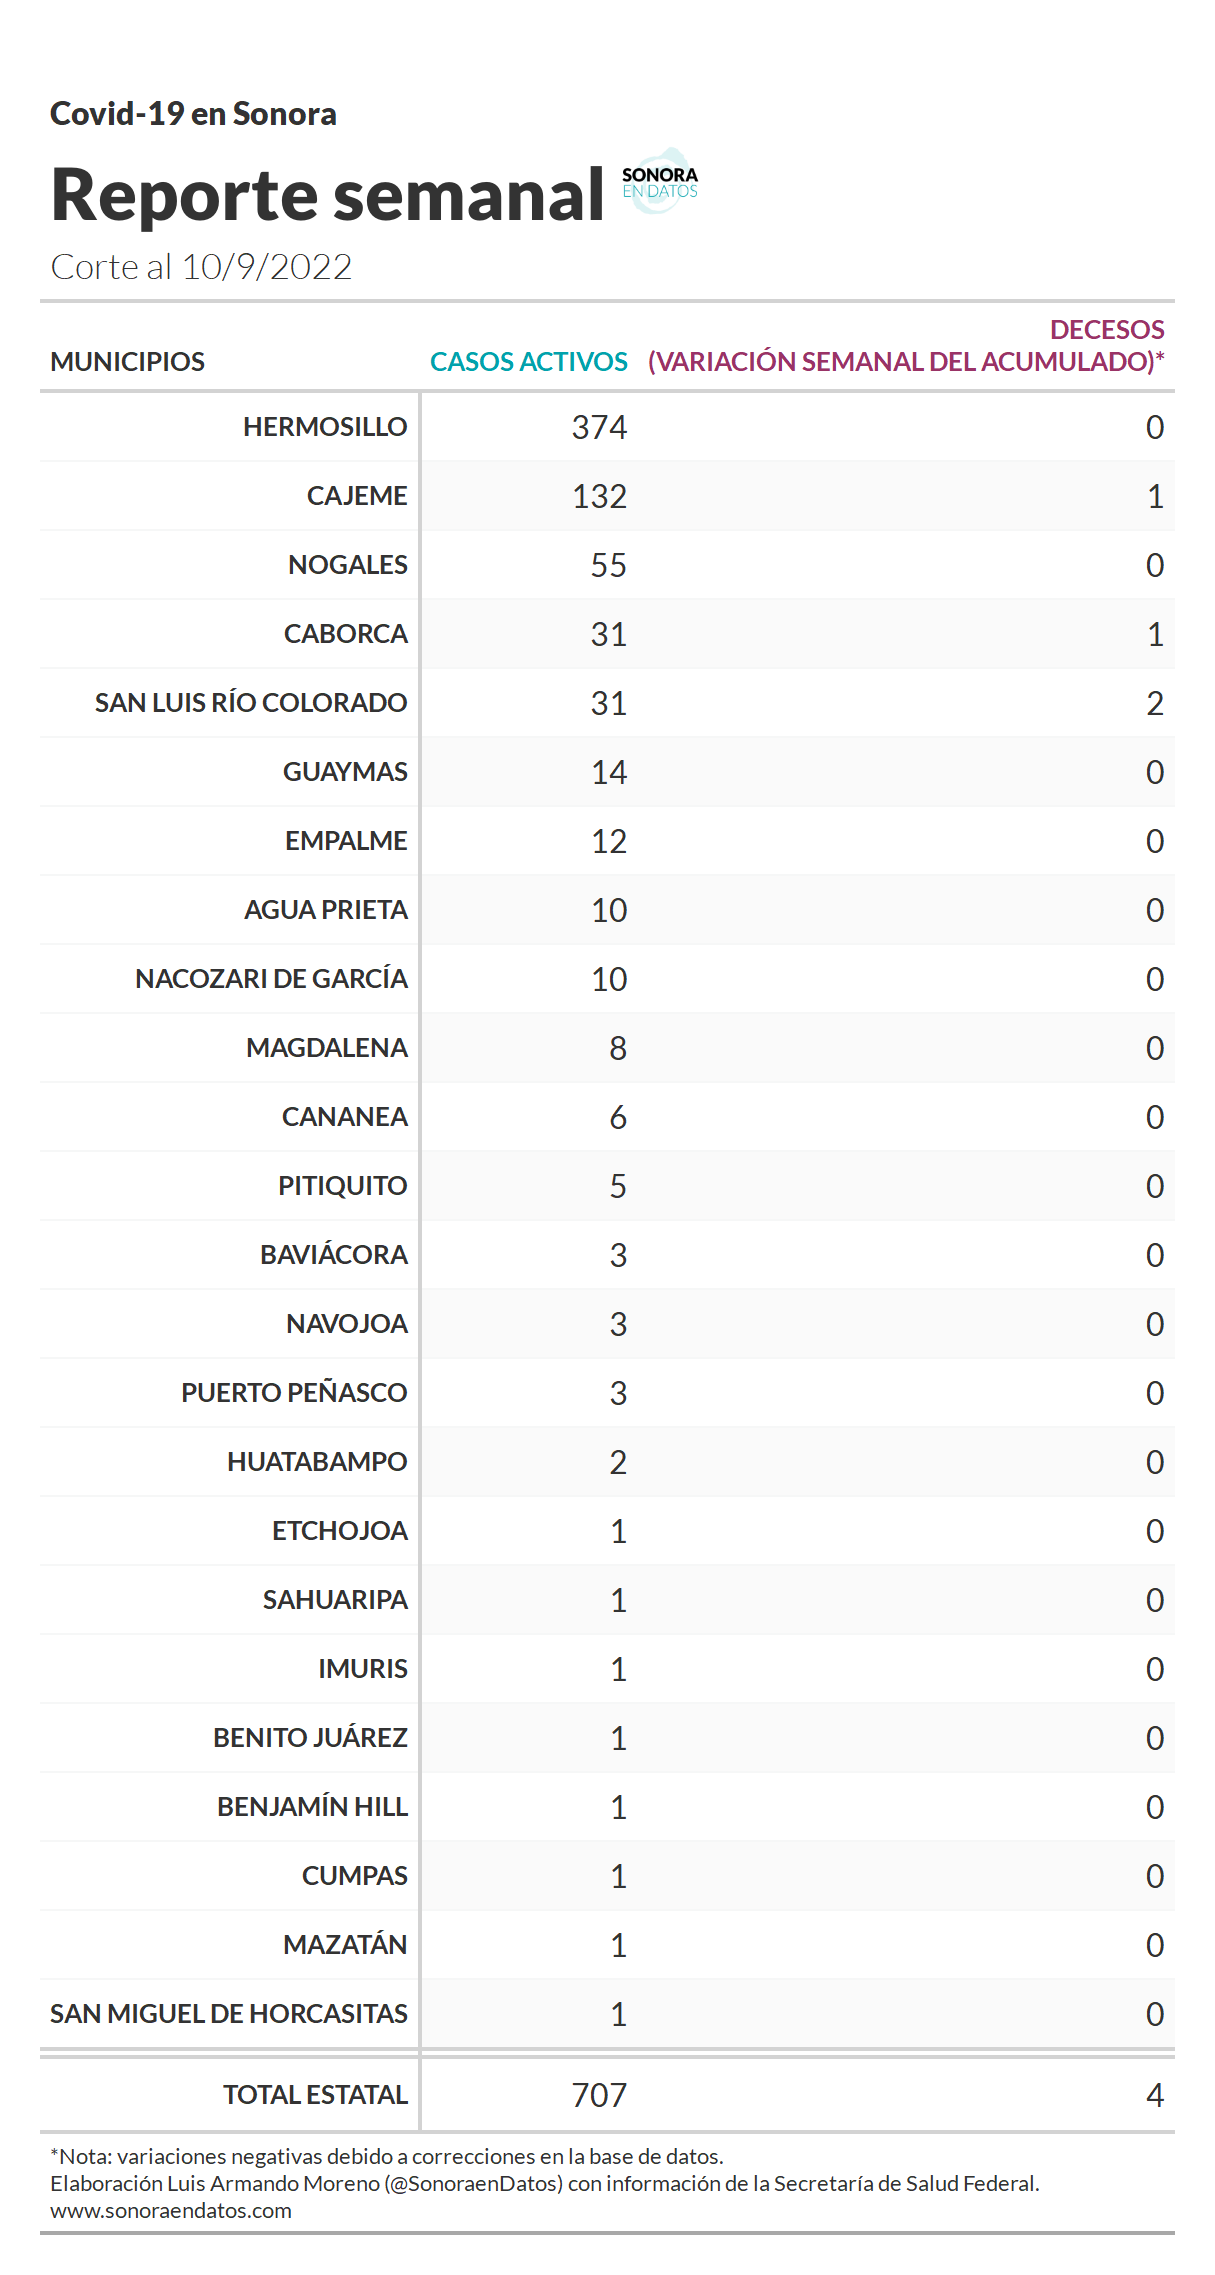 Covid-19 en Sonora
Reporte semanal
SONORA
EN DATOS
Corte al 10/9/2022
MUNICIPIOS CASOS ACTIVOS DECESOS
(VARIACIÓN SEMANAL DEL ACUMULADO)*
HERMOSILLO 374 0
CAJEME 132 1
NOGALES 55 0
CABORCA 31 1
SAN LUIS RÍO COLORADO 31 2
GUAYMAS 14 0
EMPALME 12 0
AGUA PRIETA 10 0
NACOZARI DE GARCÍA 10 0
MAGDALENA 8 0
CANANEA 6 0
PITIQUITO 5 0
BAVIÁCORA 3 0
NAVOJOA 3 0
PUERTO PEÑASCO 3 0
HUATABAMPO 2 0
ETCHOJOA 1 0
SAHUARIPA 1 0
IMURIS 1 0
BENITO JUÁREZ 1 0
BENJAMÍN HILL 1 0
CUMPAS 1 0
MAZATÁN 1 0
SAN MIGUEL DE HORCASITAS 1 0
TOTAL ESTATAL 707 4
*Nota: variaciones negativas debido a correcciones en la base de datos.
Elaboración Luis Armando Moreno (@SonoraenDatos) con información de la Secretaría de Salud Federal.
www.sonoraendatos.com